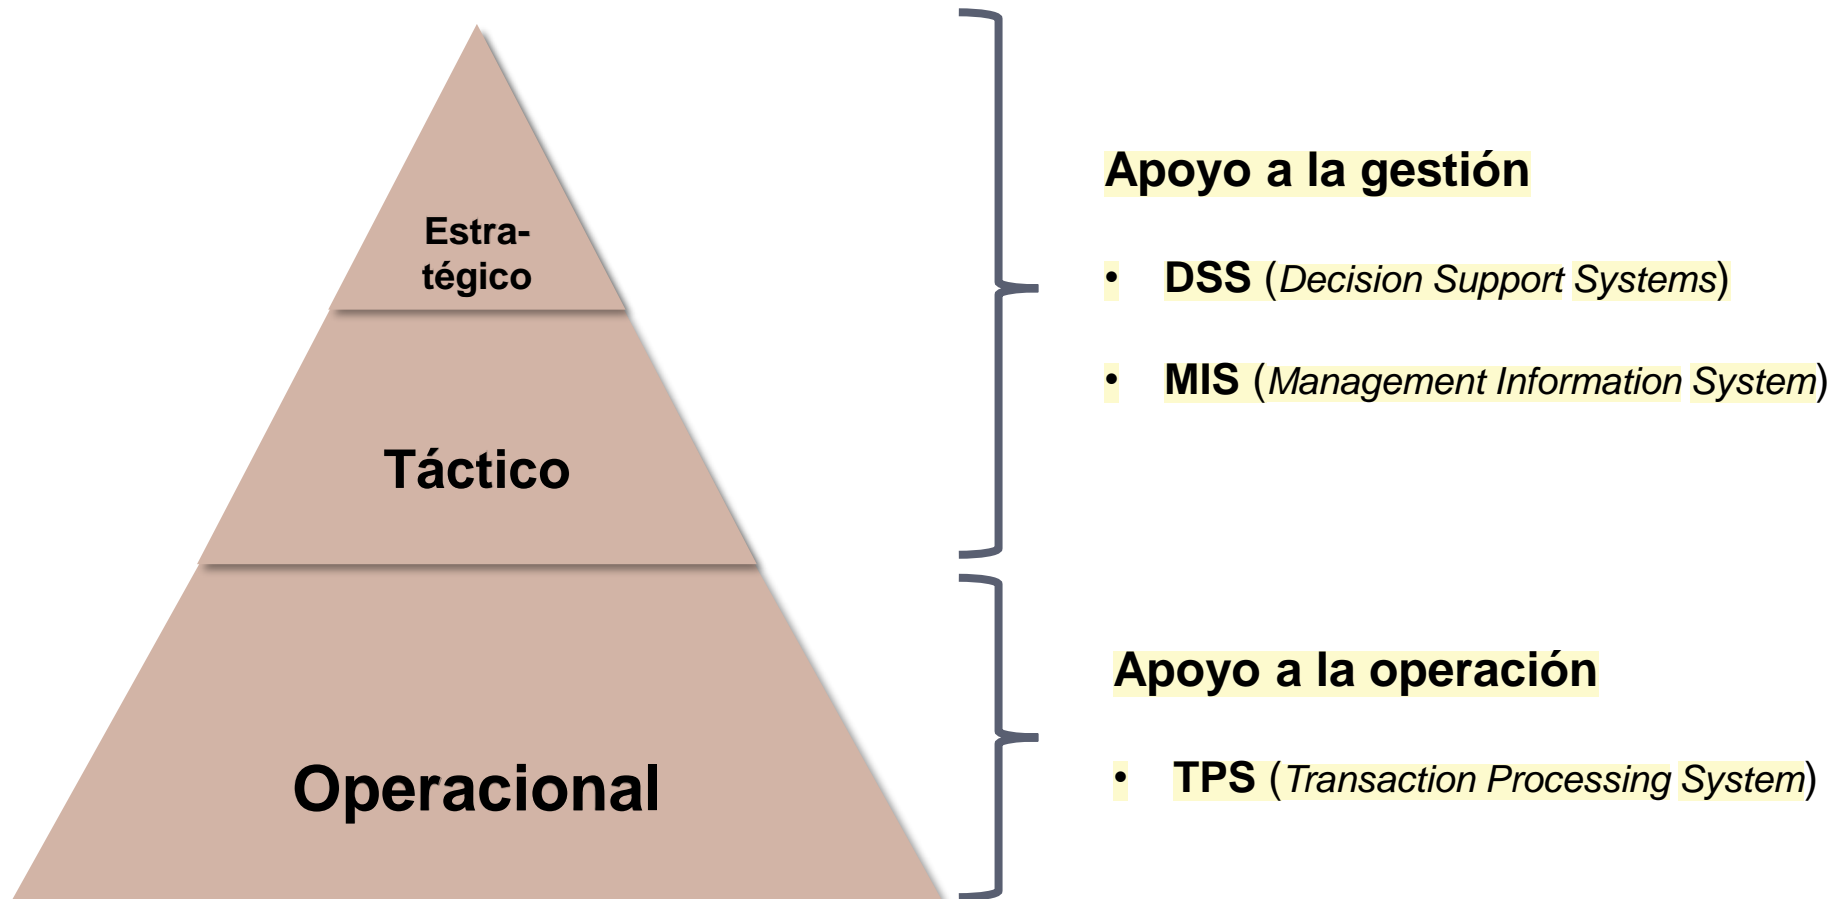 Estra-
tégico
Táctico
Operacional
Apoyo a la gestión
• DSS (Decision Support Systems)
• MIS (Management Information System)
Apoyo a la operación
• TPS (Transaction Processing System)